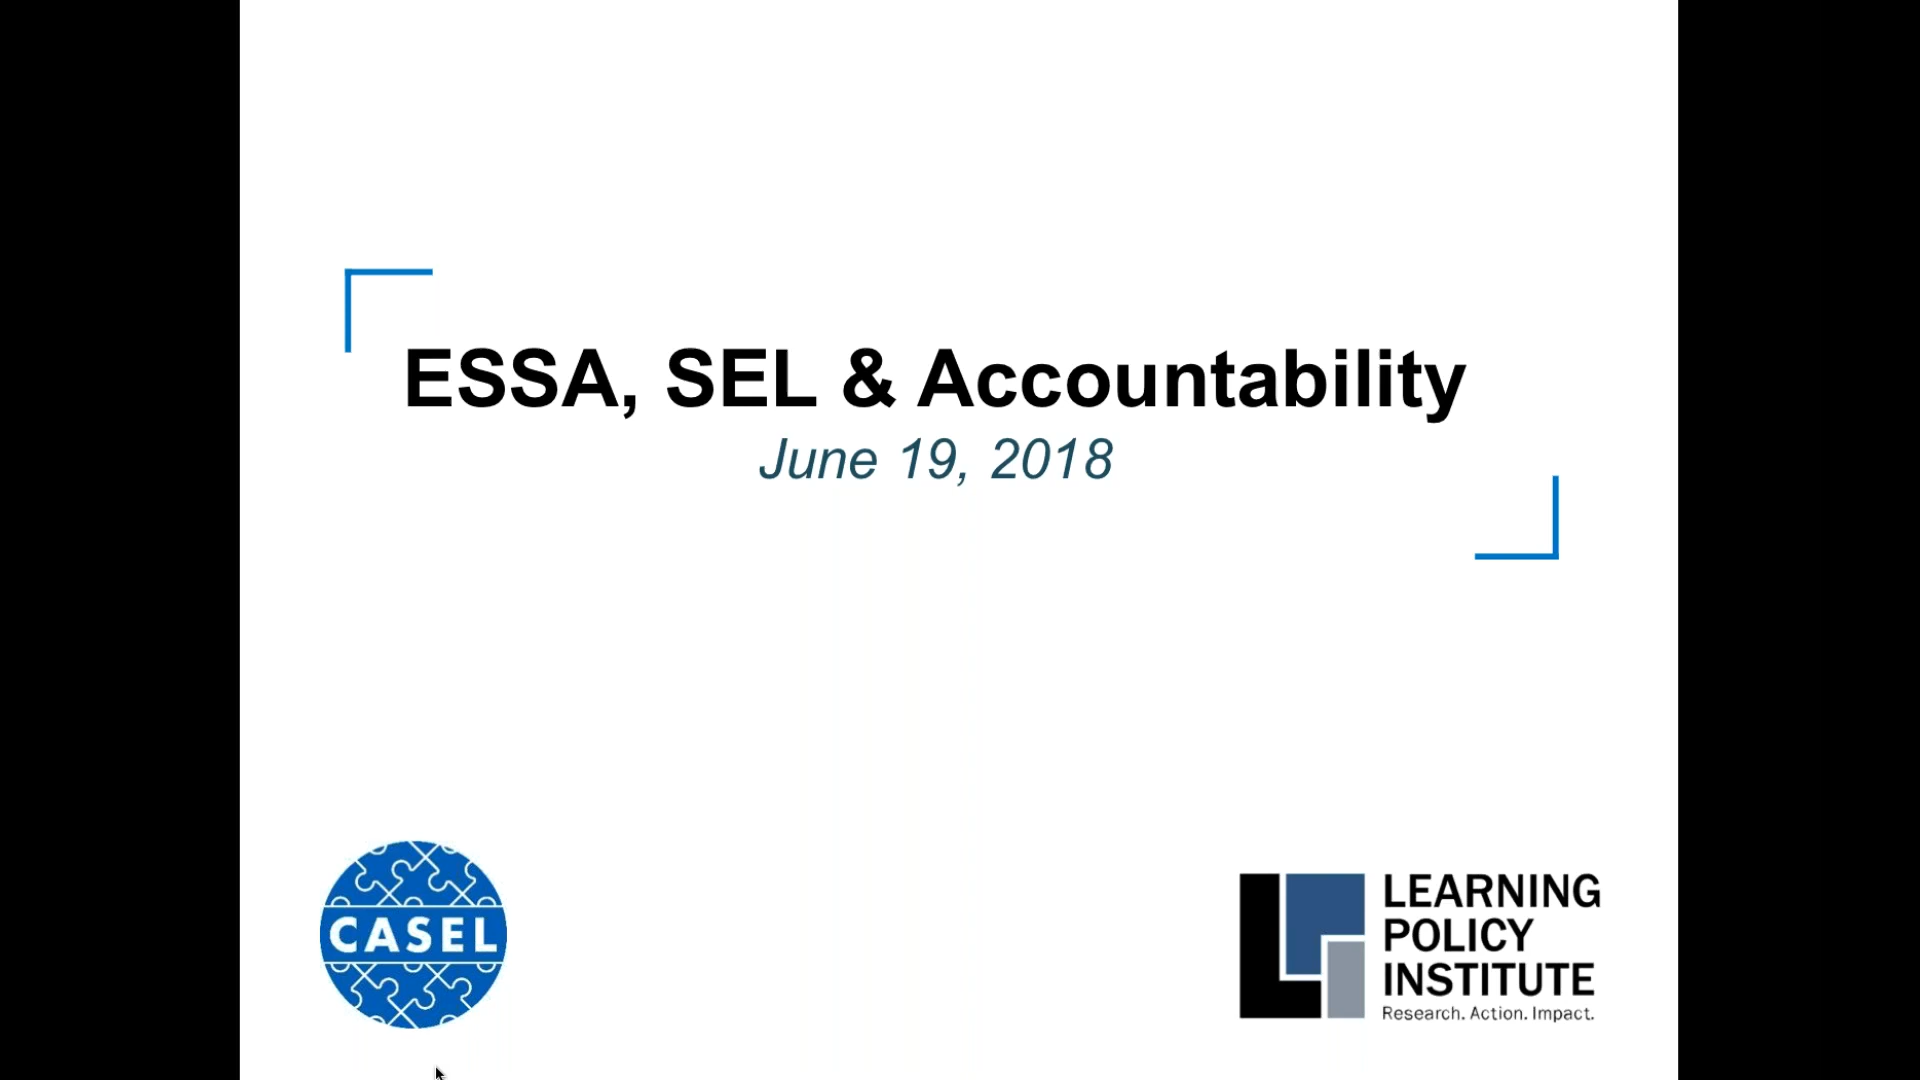 ESSA, SEL & Accountability
June 19, 2018
CASEL
LEARNING
POLICY
INSTITUTE
Research. Action. Impact.